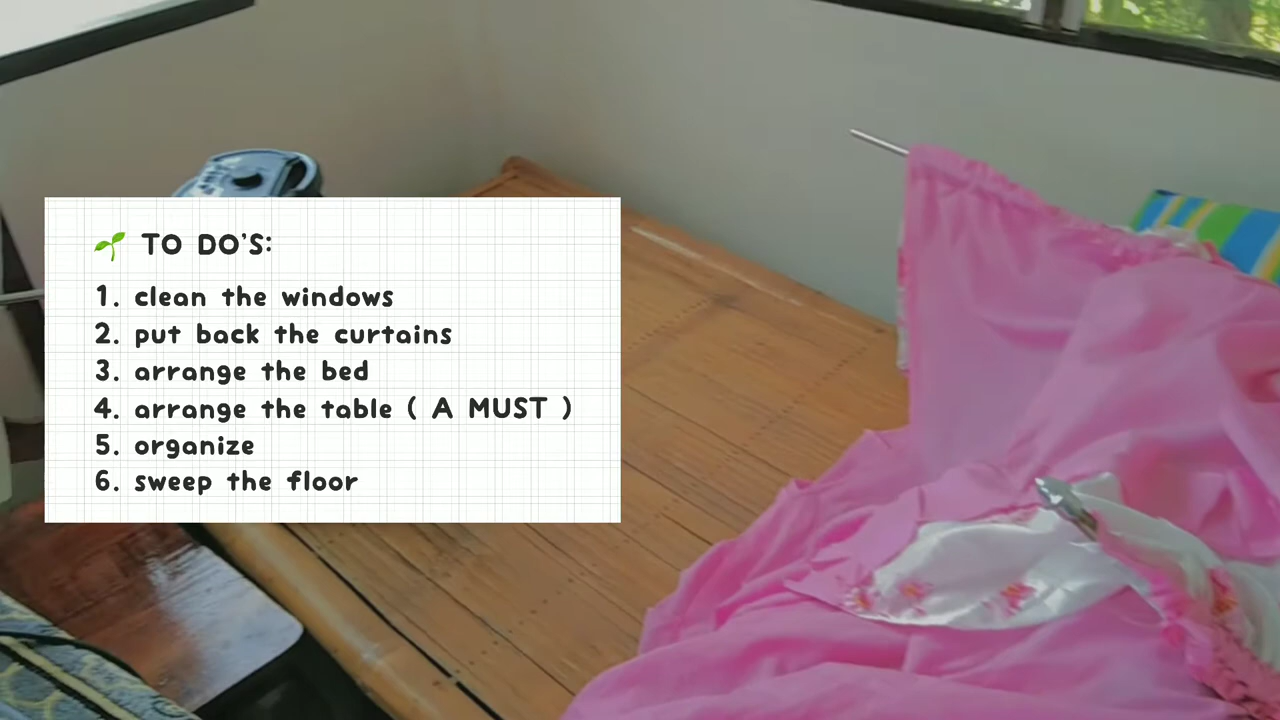 🌱 TO DO'S:
1. clean the windows
2. put back the curtains
3. arrange the bed
4. arrange the table ( A MUST )
5. organize
6. sweep the floor